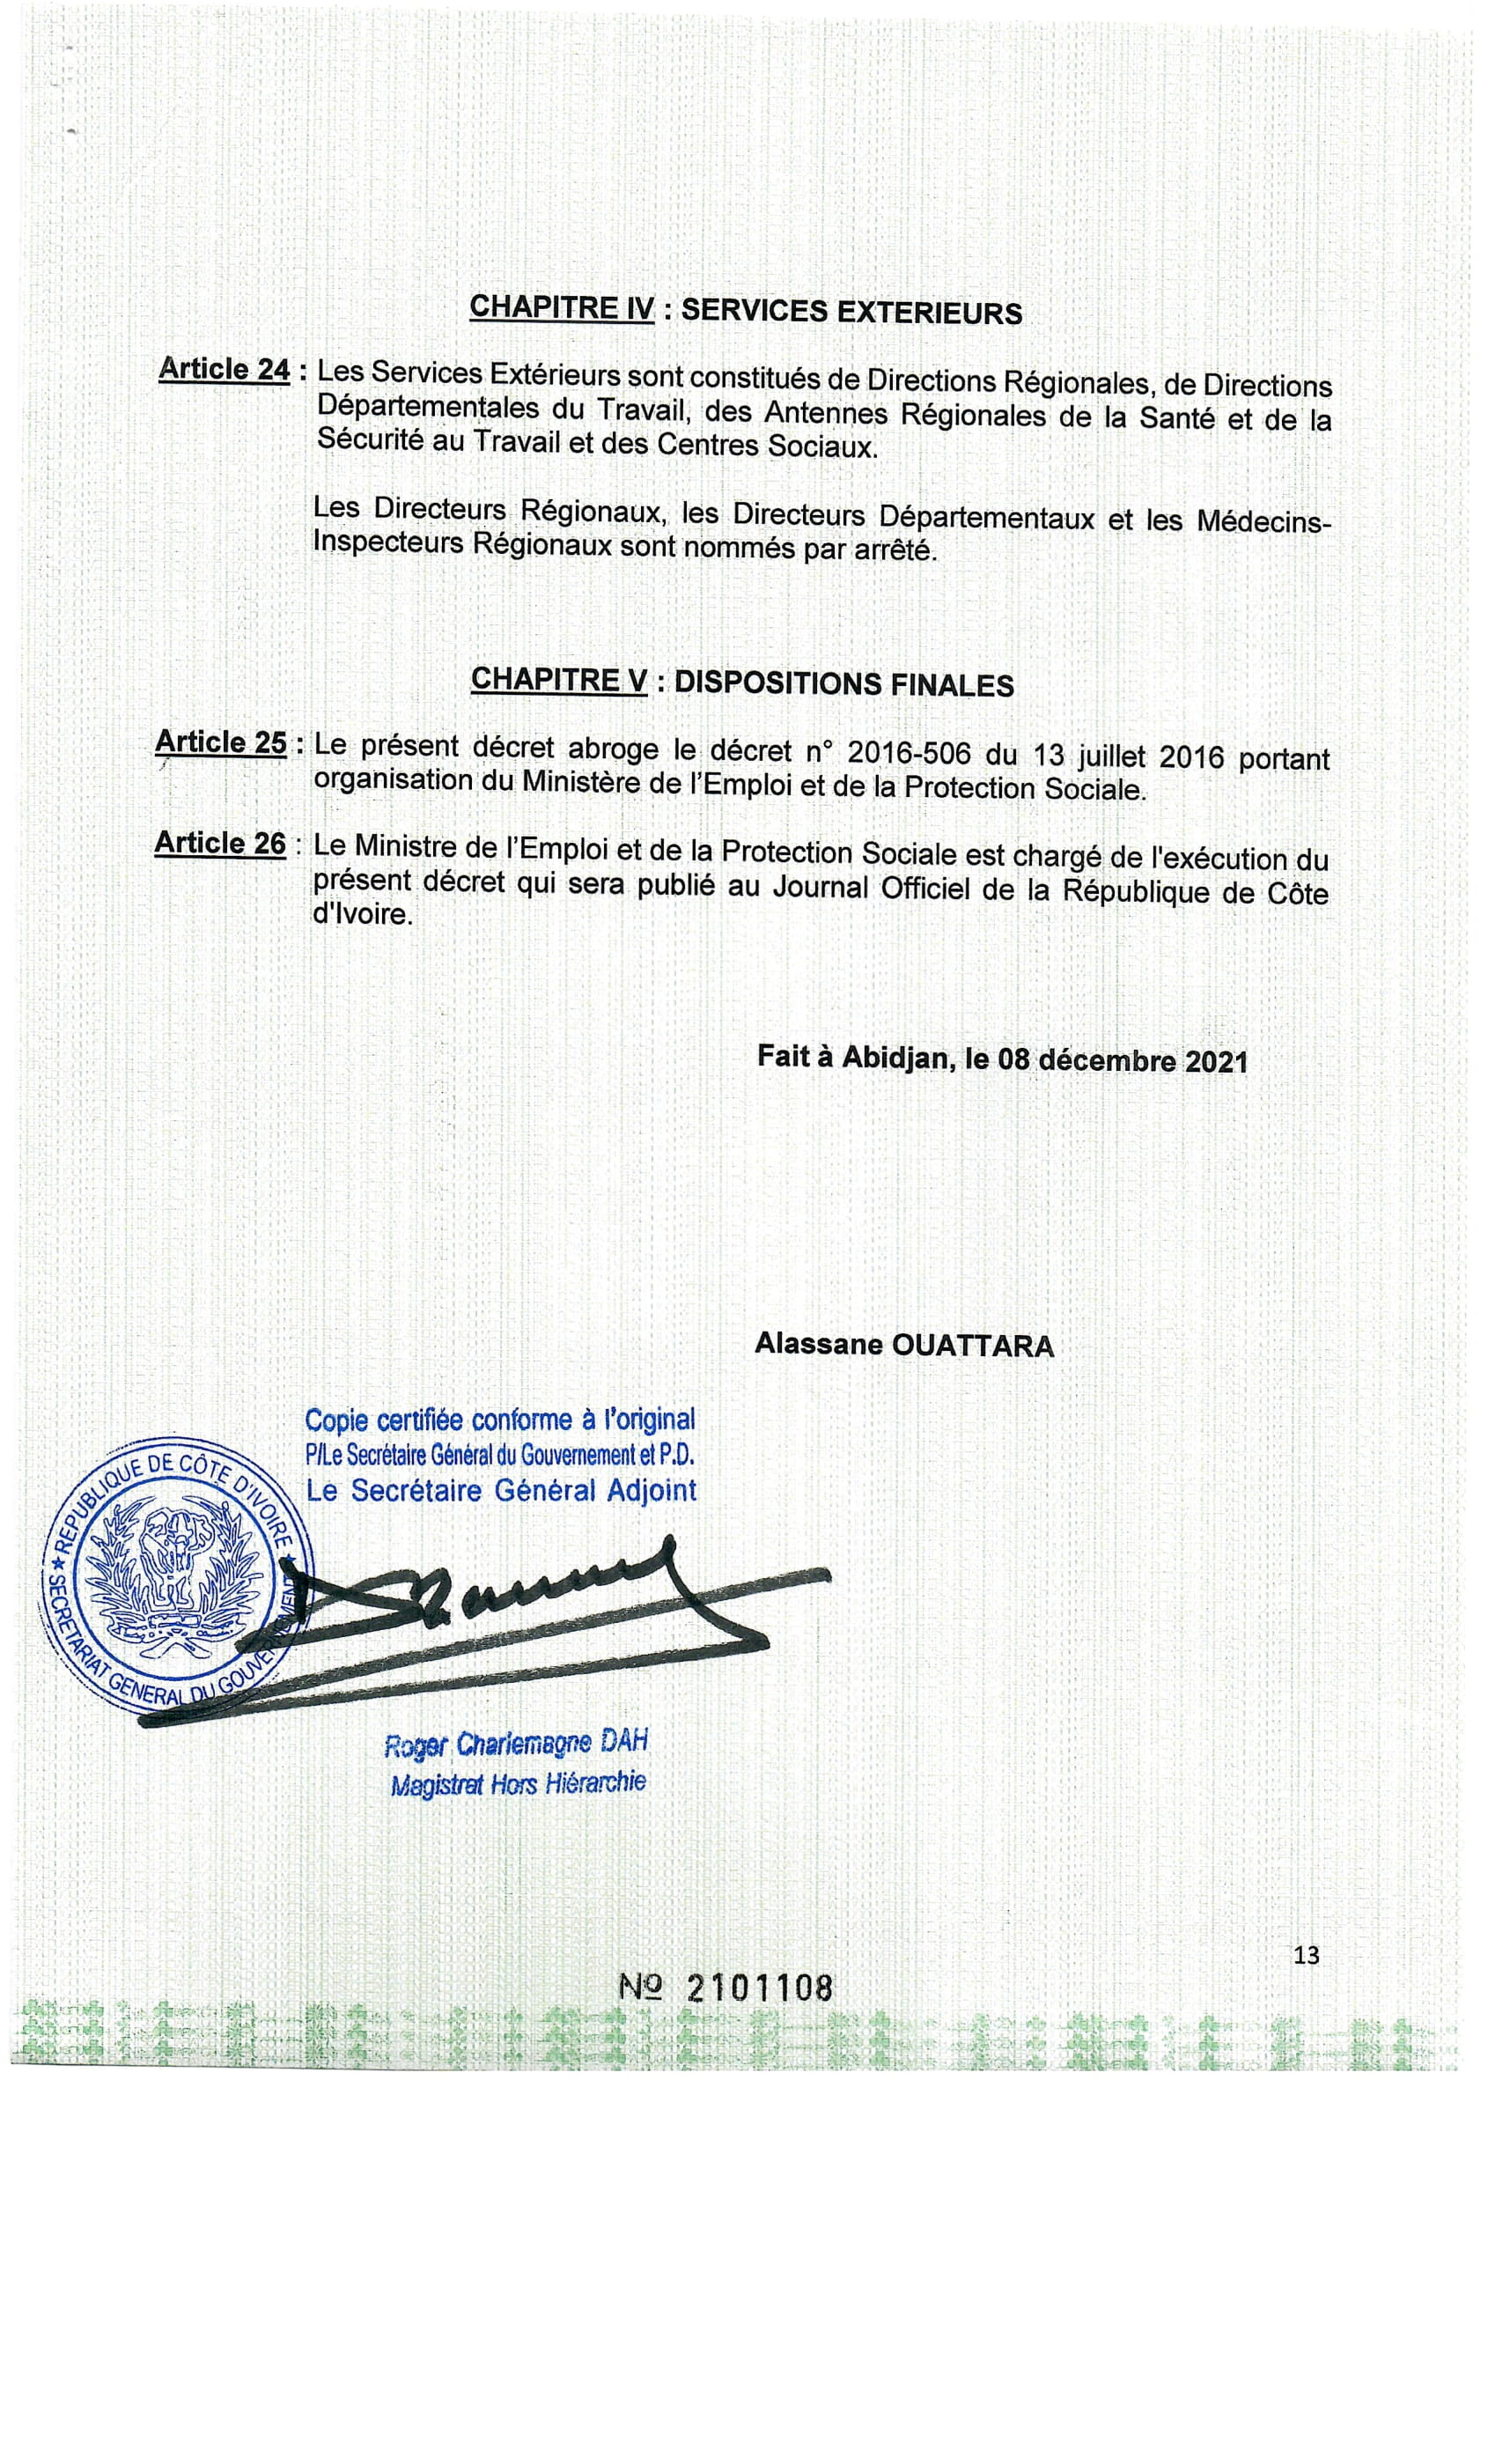 CHAPITRE IV : SERVICES EXTERIEURS
Article 24 : Les Services Extérieurs sont constitués de Directions Régionales, de Directions
Départementales du Travail, des Antennes Régionales de la Santé et de la
Sécurité au Travail et des Centres Sociaux.
Les Directeurs Régionaux, les Directeurs Départementaux et les Médecins-
Inspecteurs Régionaux sont nommés par arrêté.
CHAPITRE V : DISPOSITIONS FINALES
Article 25 : Le présent décret abroge le décret n° 2016-506 du 13 juillet 2016 portant
organisation du Ministère de l'Emploi et de la Protection Sociale.
Article 26 : Le Ministre de l'Emploi et de la Protection Sociale est chargé de l'exécution du
présent décret qui sera publié au Journal Officiel de la République de Côte
d'Ivoire.
Fait à Abidjan, le 08 décembre 2021
Alassane OUATTARA
Copie certifiée conforme à l'original
P/Le Secrétaire Général du Gouvernement et P.D.
Le Secrétaire Général Adjoint
★ REPUBLIQUE DE CÔTE D'IVOIRE ★
SECRETARIAT GENERAL DU GOUVERNEMENT
Roger Charlemagne DAH
Magistrat Hors Hiérarchie
13
Nº 2101108